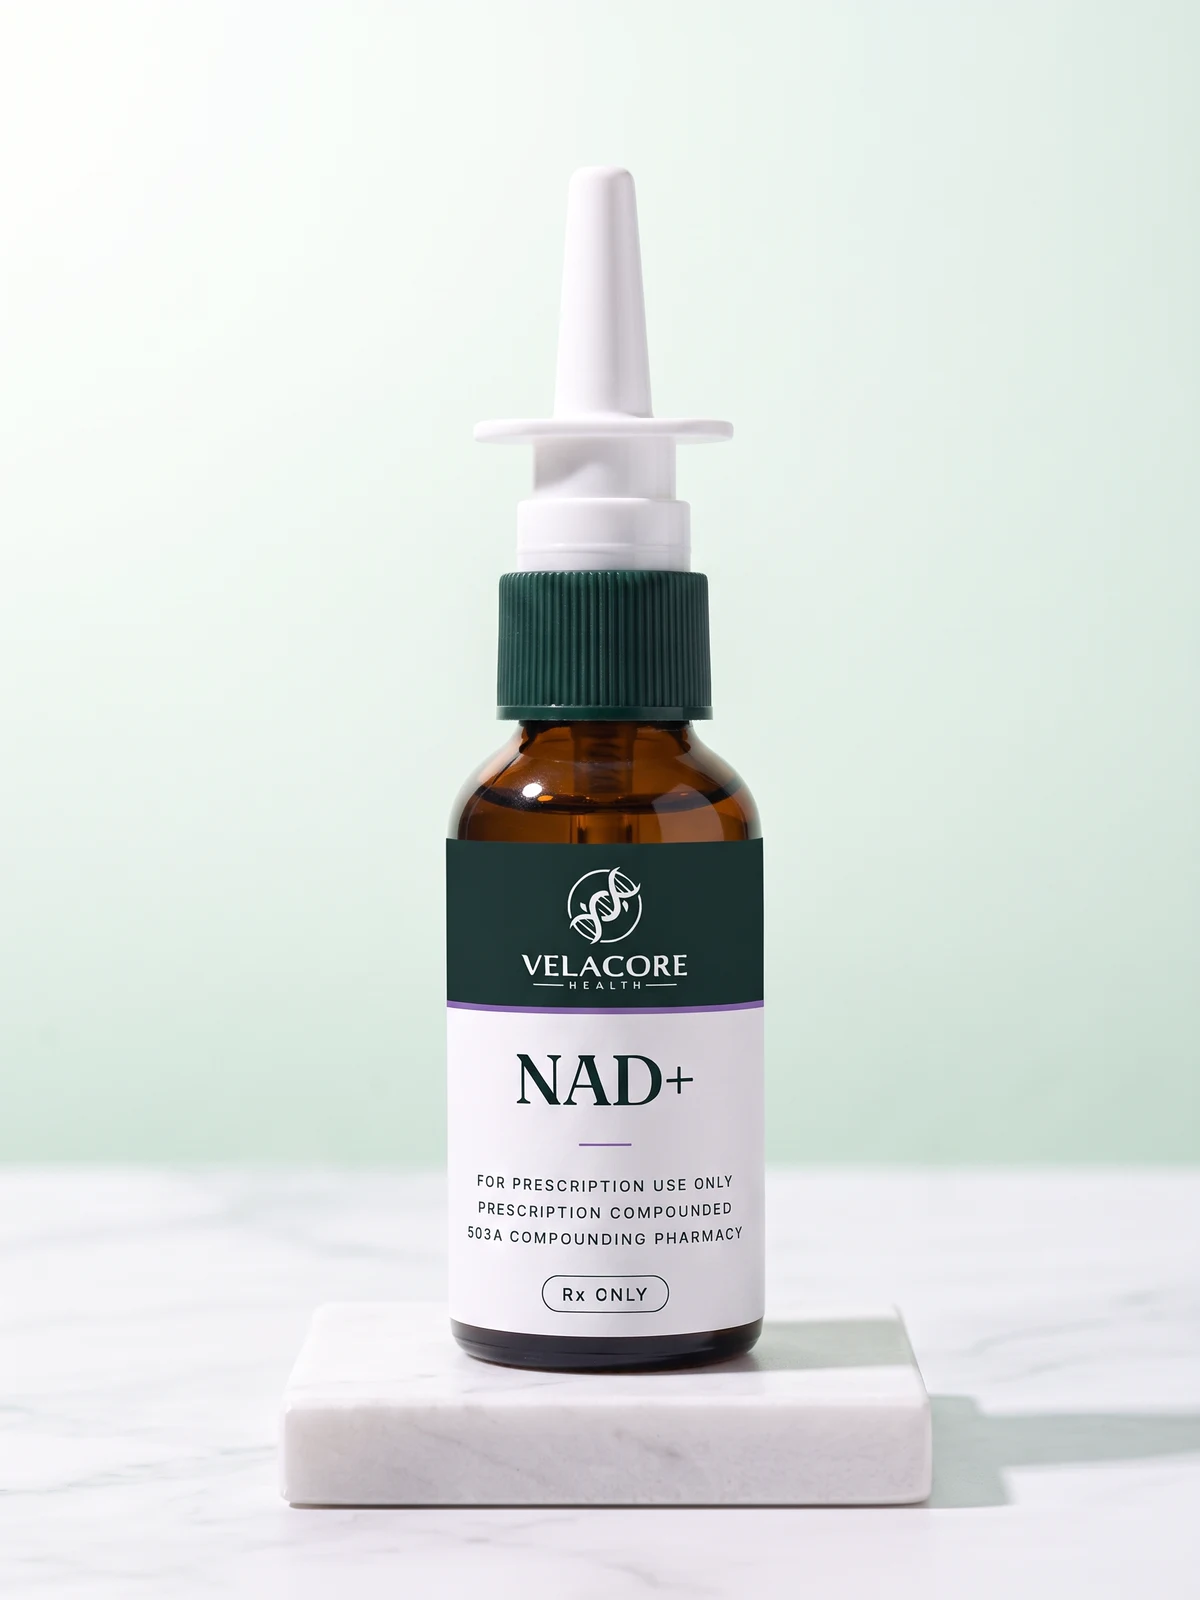 VELACORE
HEALTH
NAD+
FOR PRESCRIPTION USE ONLY
PRESCRIPTION COMPOUNDED
503A COMPOUNDING PHARMACY
Rx ONLY